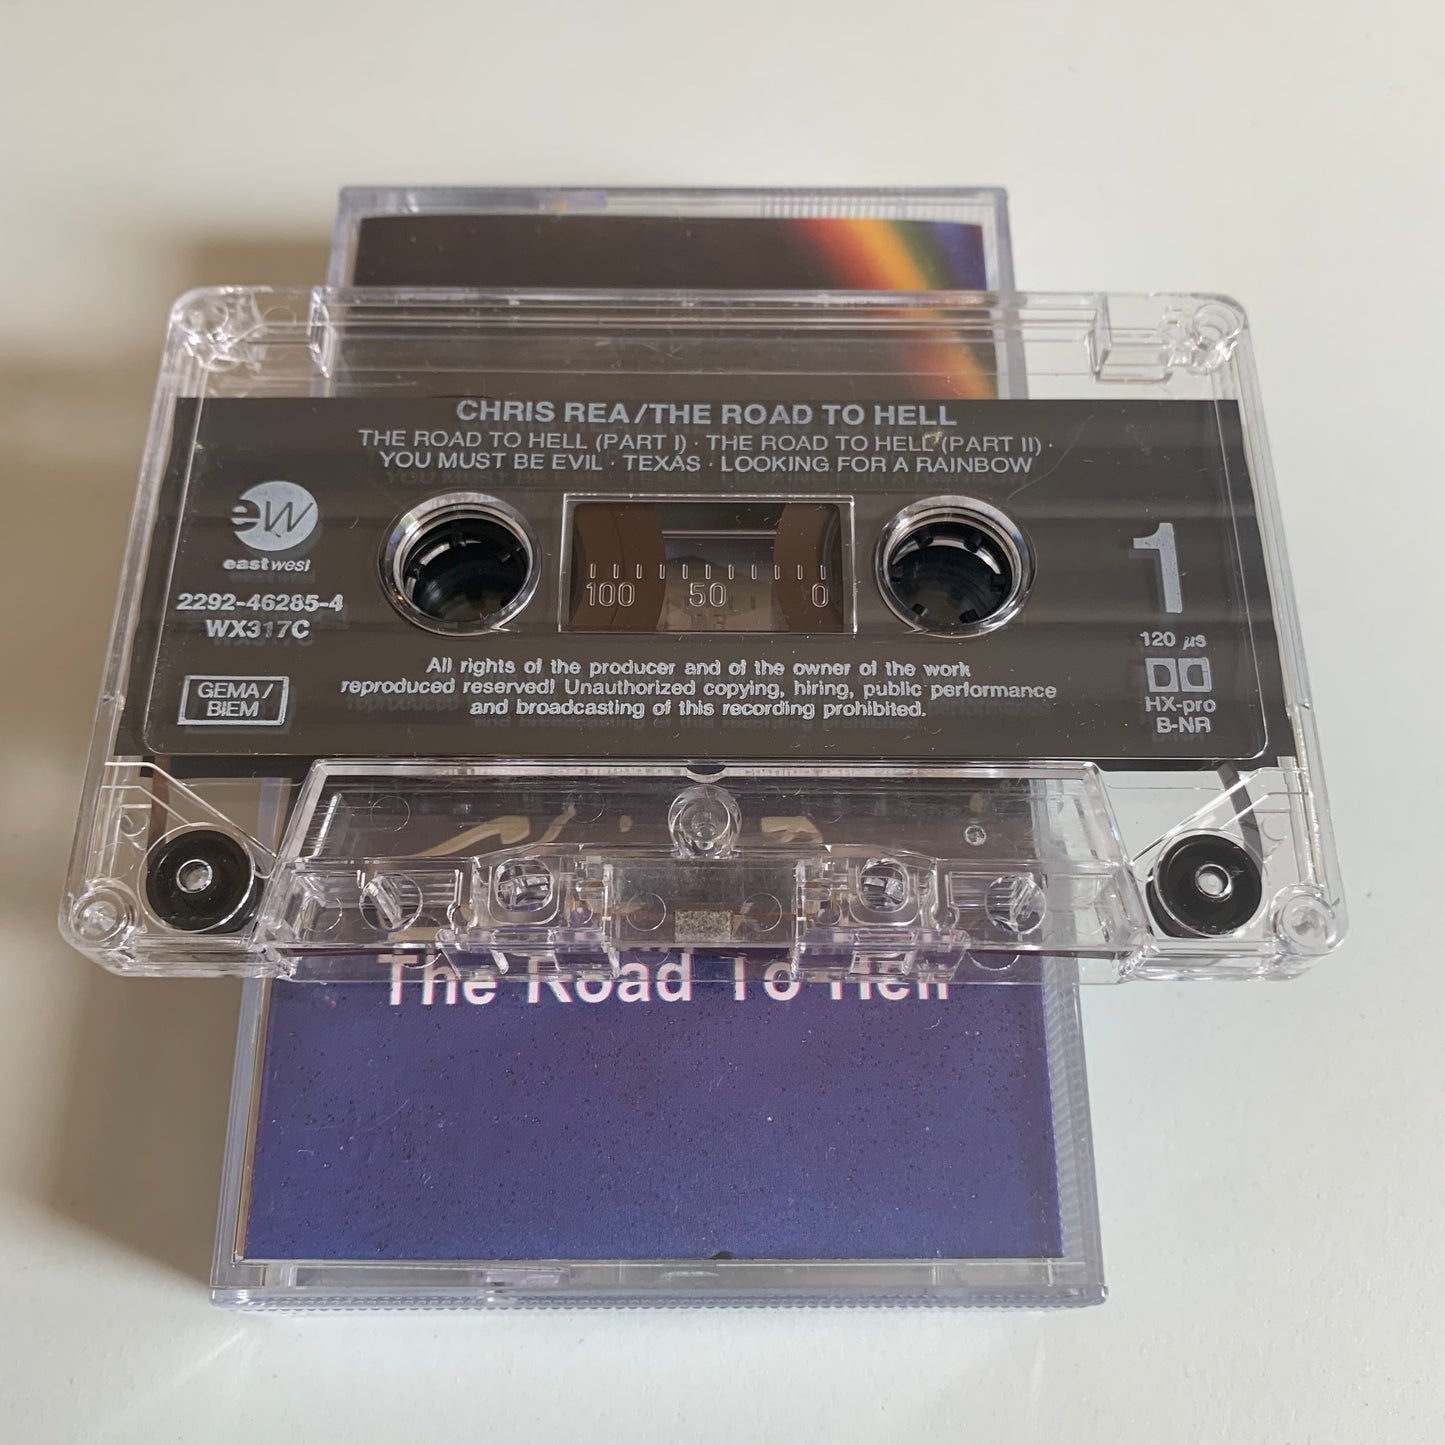 CHRIS REA/THE ROAD TO HELL
THE ROAD TO HELL (PART I) · THE ROAD TO HELL (PART II) ·
YOU MUST BE EVIL · TEXAS · LOOKING FOR A RAINBOW
ew
eastwest
2292-46285-4
WX317C
GEMA/
BIEM
100 50 0
1
120 µs
HX-pro
B-NR
All rights of the producer and of the owner of the work
reproduced reserved! Unauthorized copying, hiring, public performance
and broadcasting of this recording prohibited.
The Road To Hell